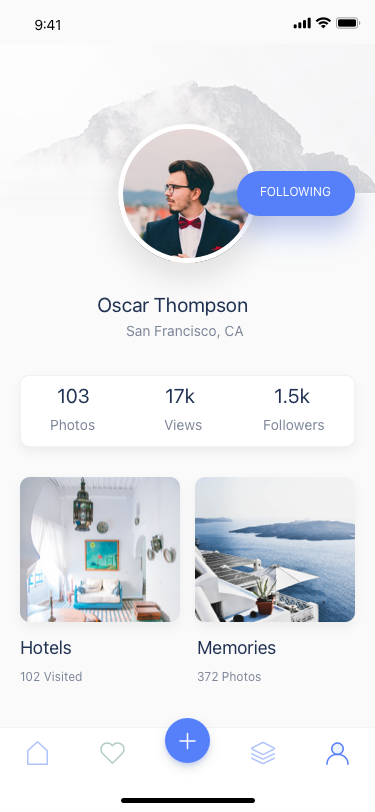 9:41
FOLLOWING
Oscar Thompson
San Francisco, CA
103 17k 1.5k
Photos Views Followers
Hotels Memories
102 Visited 372 Photos